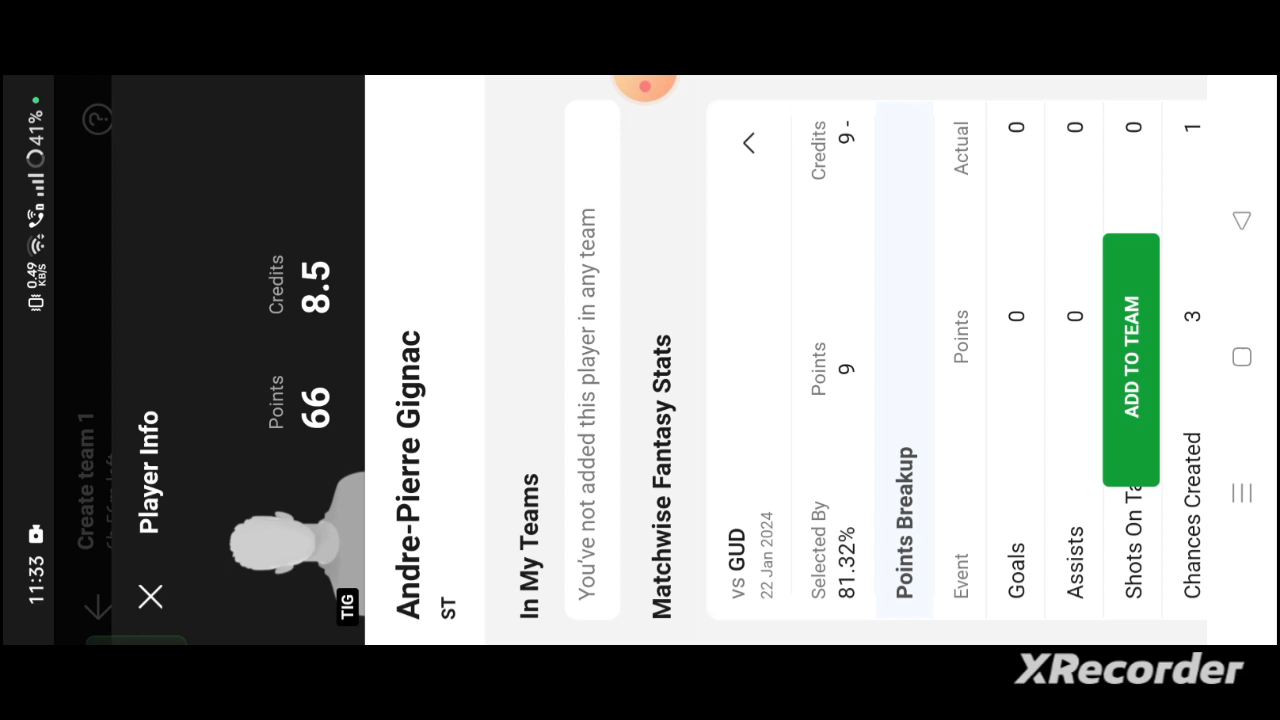 11:33
0.49
KB/S
41%
Create team 1
Player Info
Points
Credits
66
8.5
TIG
Andre-Pierre Gignac
ST
In My Teams
You've not added this player in any team
Matchwise Fantasy Stats
vs GUD
22 Jan 2024
Selected By
Points
Credits
81.32%
9
9 -
Points Breakup
Event
Points
Actual
Goals
0
0
Assists
0
0
Shots On Ta
0
ADD TO TEAM
Chances Created
3
1
XRecorder